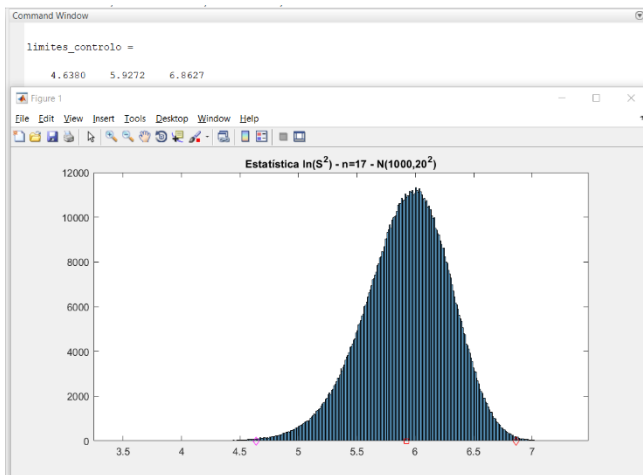 Command Window
limites_controlo =
4.6380 5.9272 6.8627
Figure 1
File Edit View Insert Tools Desktop Window Help
Estatística ln(S²) - n=17 - N(1000,20²)
12000
10000
8000
6000
4000
2000
0
3.5 4 4.5 5 5.5 6 6.5 7